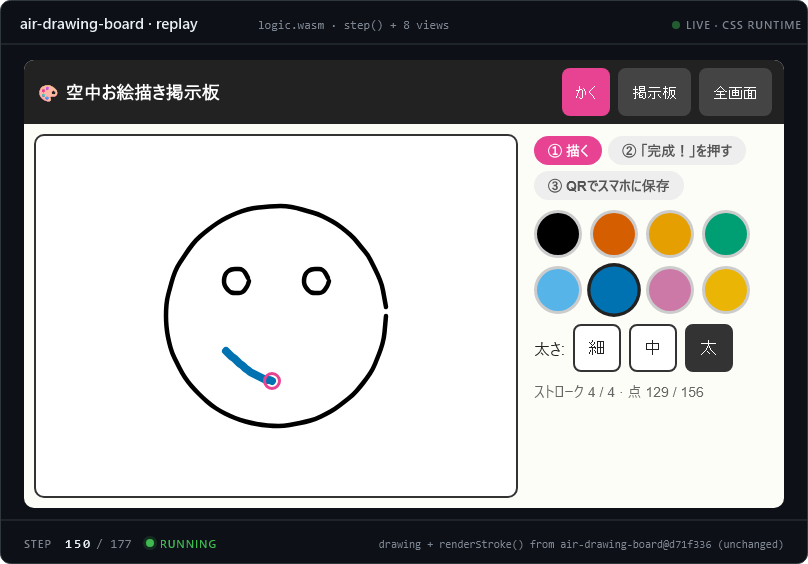 air-drawing-board · replay
logic.wasm · step() + 8 views
LIVE · CSS RUNTIME
空中お絵描き掲示板
かく
掲示板
全画面
① 描く
② 「完成！」を押す
③ QRでスマホに保存
太さ:
細
中
太
ストローク 4 / 4 · 点 129 / 156
STEP 150 / 177
RUNNING
drawing + renderStroke() from air-drawing-board@d71f336 (unchanged)